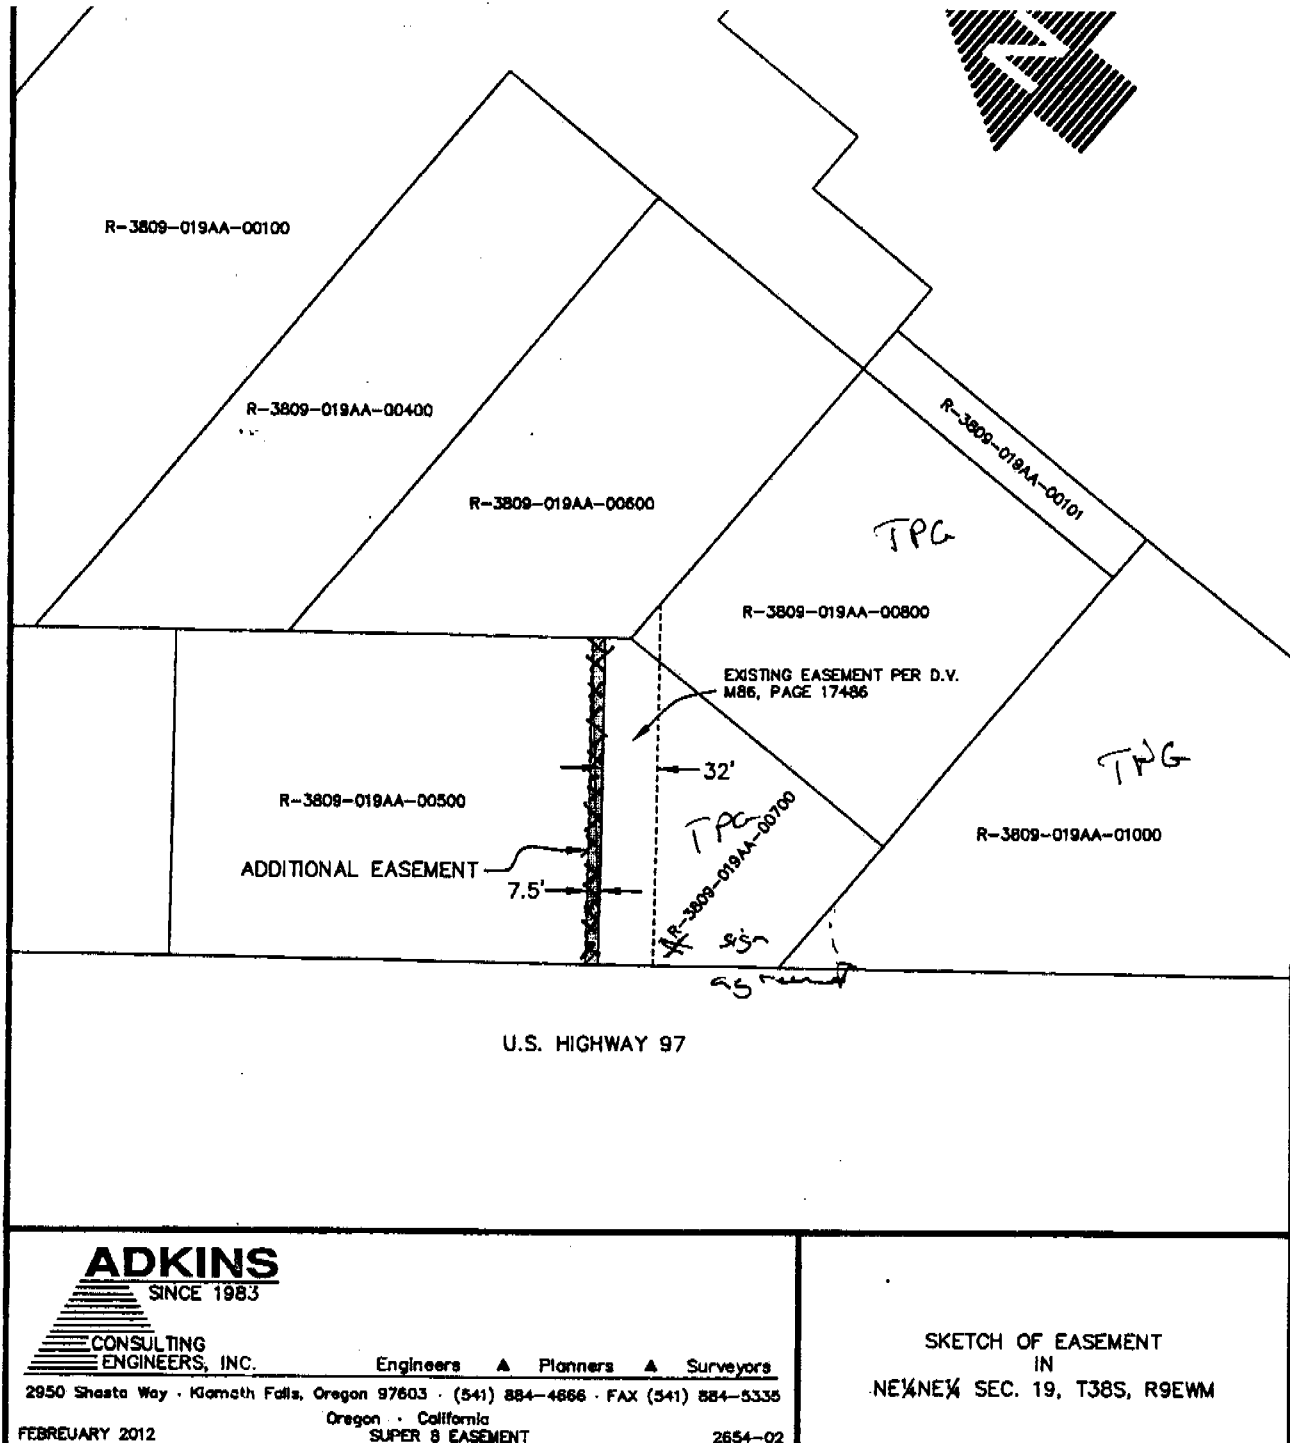 N
R-3809-019AA-00100
R-3809-019AA-00400
R-3809-019AA-00101
R-3809-019AA-00600
TPG
R-3809-019AA-00800
EXISTING EASEMENT PER D.V.
M86, PAGE 17486
TPG
32'
R-3809-019AA-00500
TPG
R-3809-019AA-00700
R-3809-019AA-01000
ADDITIONAL EASEMENT
7.5'
sign
agreement
U.S. HIGHWAY 97
ADKINS
SINCE 1983
CONSULTING
ENGINEERS, INC.
Engineers ▲ Planners ▲ Surveyors
2950 Shasta Way · Klamath Falls, Oregon 97603 · (541) 884-4666 · FAX (541) 884-5335
Oregon · California
FEBREUARY 2012 SUPER 8 EASEMENT 2654-02
SKETCH OF EASEMENT
IN
NE¼NE¼ SEC. 19, T38S, R9EWM